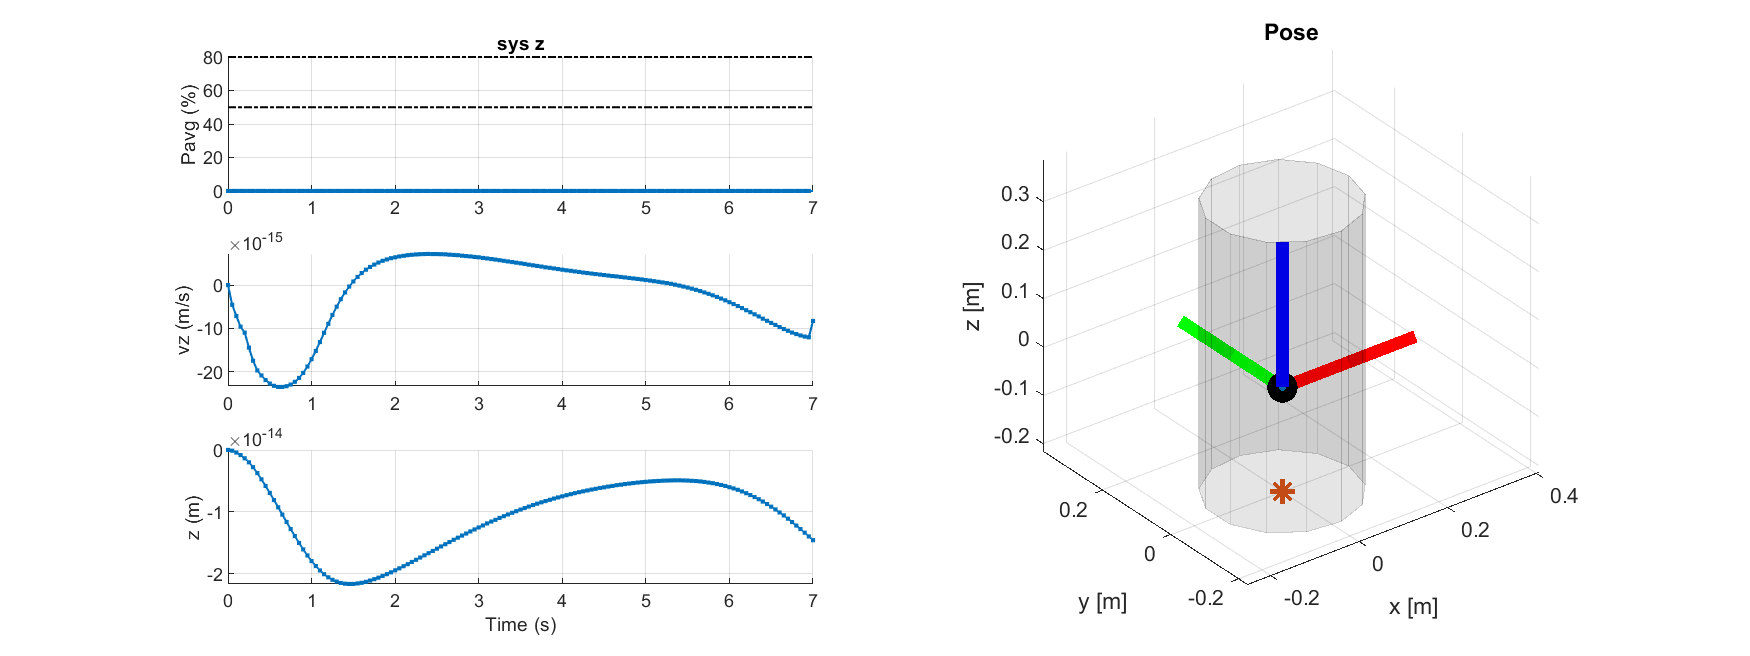 sys z
Pavg (%)
80
60
40
20
0
0 1 2 3 4 5 6 7
×10-15
vz (m/s)
0
-10
-20
0 1 2 3 4 5 6 7
×10-14
z (m)
0
-1
-2
0 1 2 3 4 5 6 7
Time (s)
Pose
z [m]
0.3
0.2
0.1
0
-0.1
-0.2
0.2
0
-0.2
y [m]
-0.2
0
0.2
0.4
x [m]